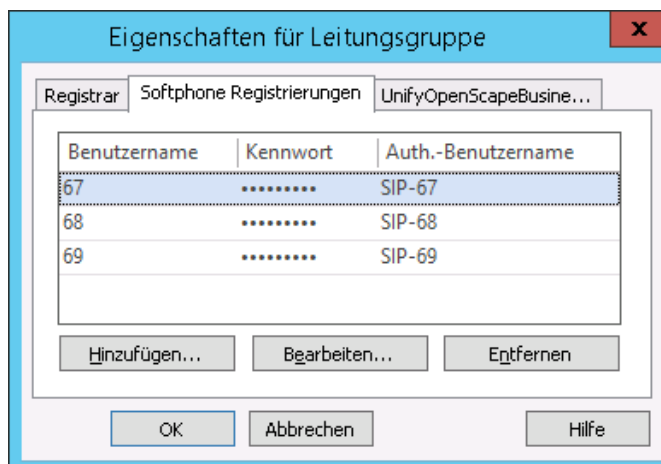 Eigenschaften für Leitungsgruppe
x
Registrar Softphone Registrierungen UnifyOpenScapeBusine...
Benutzername Kennwort Auth.-Benutzername
67 ••••••••• SIP-67
68 ••••••••• SIP-68
69 ••••••••• SIP-69
Hinzufügen... Bearbeiten... Entfernen
OK Abbrechen Hilfe